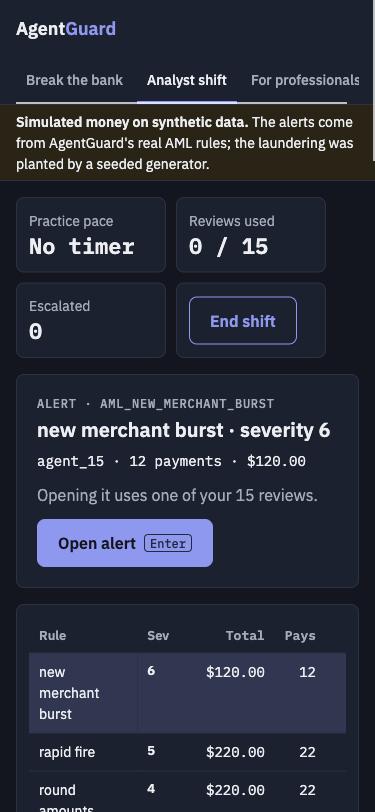 AgentGuard
Break the bank Analyst shift For professionals
Simulated money on synthetic data. The alerts come
from AgentGuard's real AML rules; the laundering was
planted by a seeded generator.
Practice pace
No timer
Reviews used
0 / 15
Escalated
0
End shift
ALERT · AML_NEW_MERCHANT_BURST
new merchant burst · severity 6
agent_15 · 12 payments · $120.00
Opening it uses one of your 15 reviews.
Open alert Enter
Rule Sev Total Pays
new 6 $120.00 12
merchant
burst
rapid fire 5 $220.00 22
round 4 $220.00 22
amounts